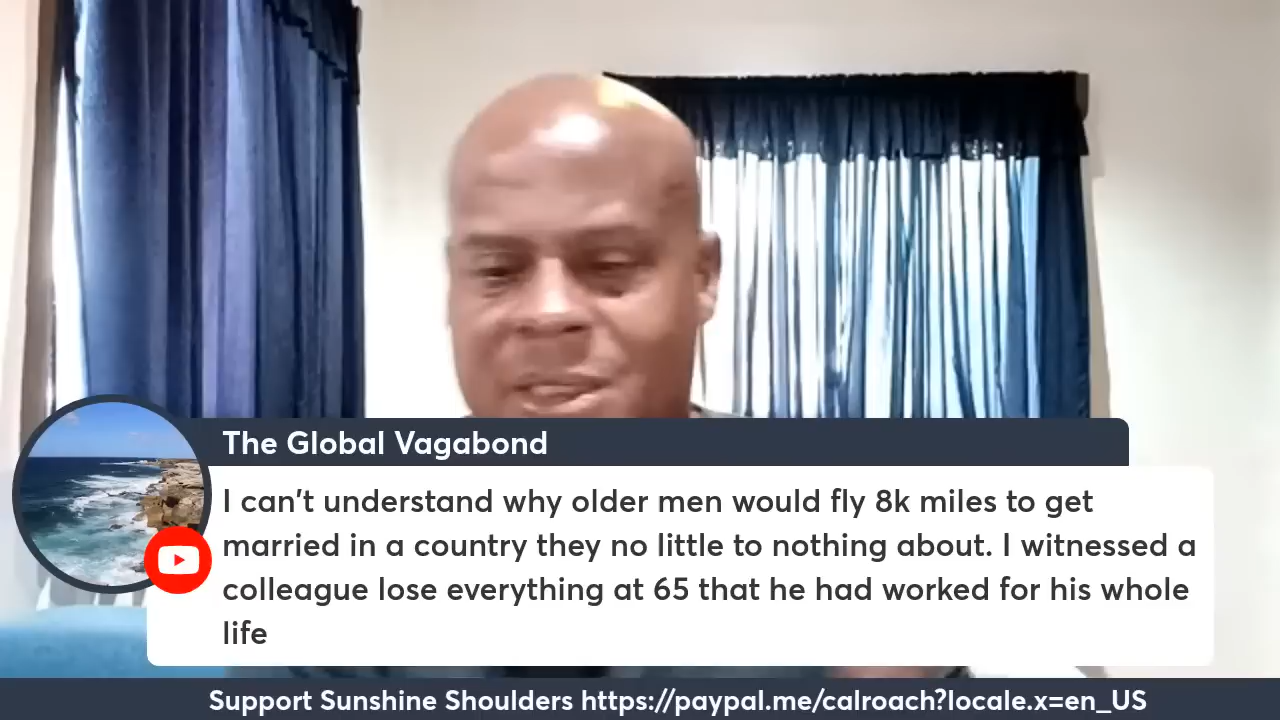 The Global Vagabond
I can't understand why older men would fly 8k miles to get
married in a country they no little to nothing about. I witnessed a
colleague lose everything at 65 that he had worked for his whole
life
Support Sunshine Shoulders https://paypal.me/calroach?locale.x=en_US